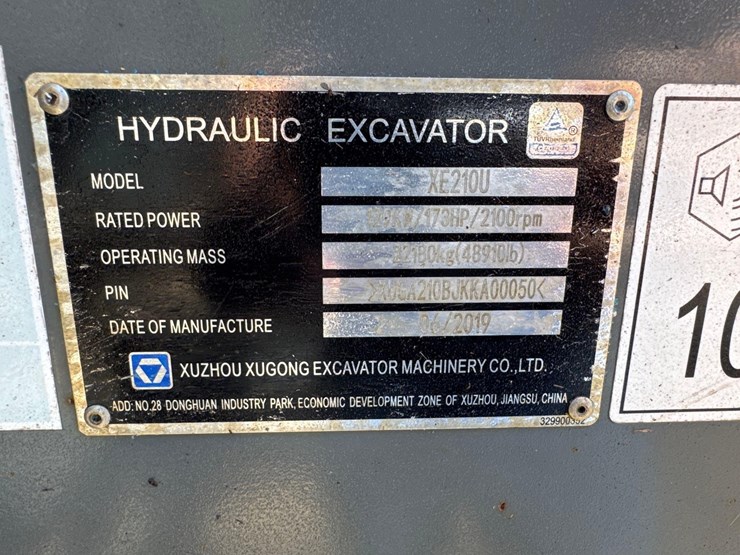 HYDRAULIC EXCAVATOR
MODEL XE210U
RATED POWER /173HP/2100rpm
OPERATING MASS (48910lb)
PIN
DATE OF MANUFACTURE /2019
XUZHOU XUGONG EXCAVATOR MACHINERY CO.,LTD.
ADD: NO.28 DONGHUAN INDUSTRY PARK, ECONOMIC DEVELOPMENT ZONE OF XUZHOU, JIANGSU, CHINA